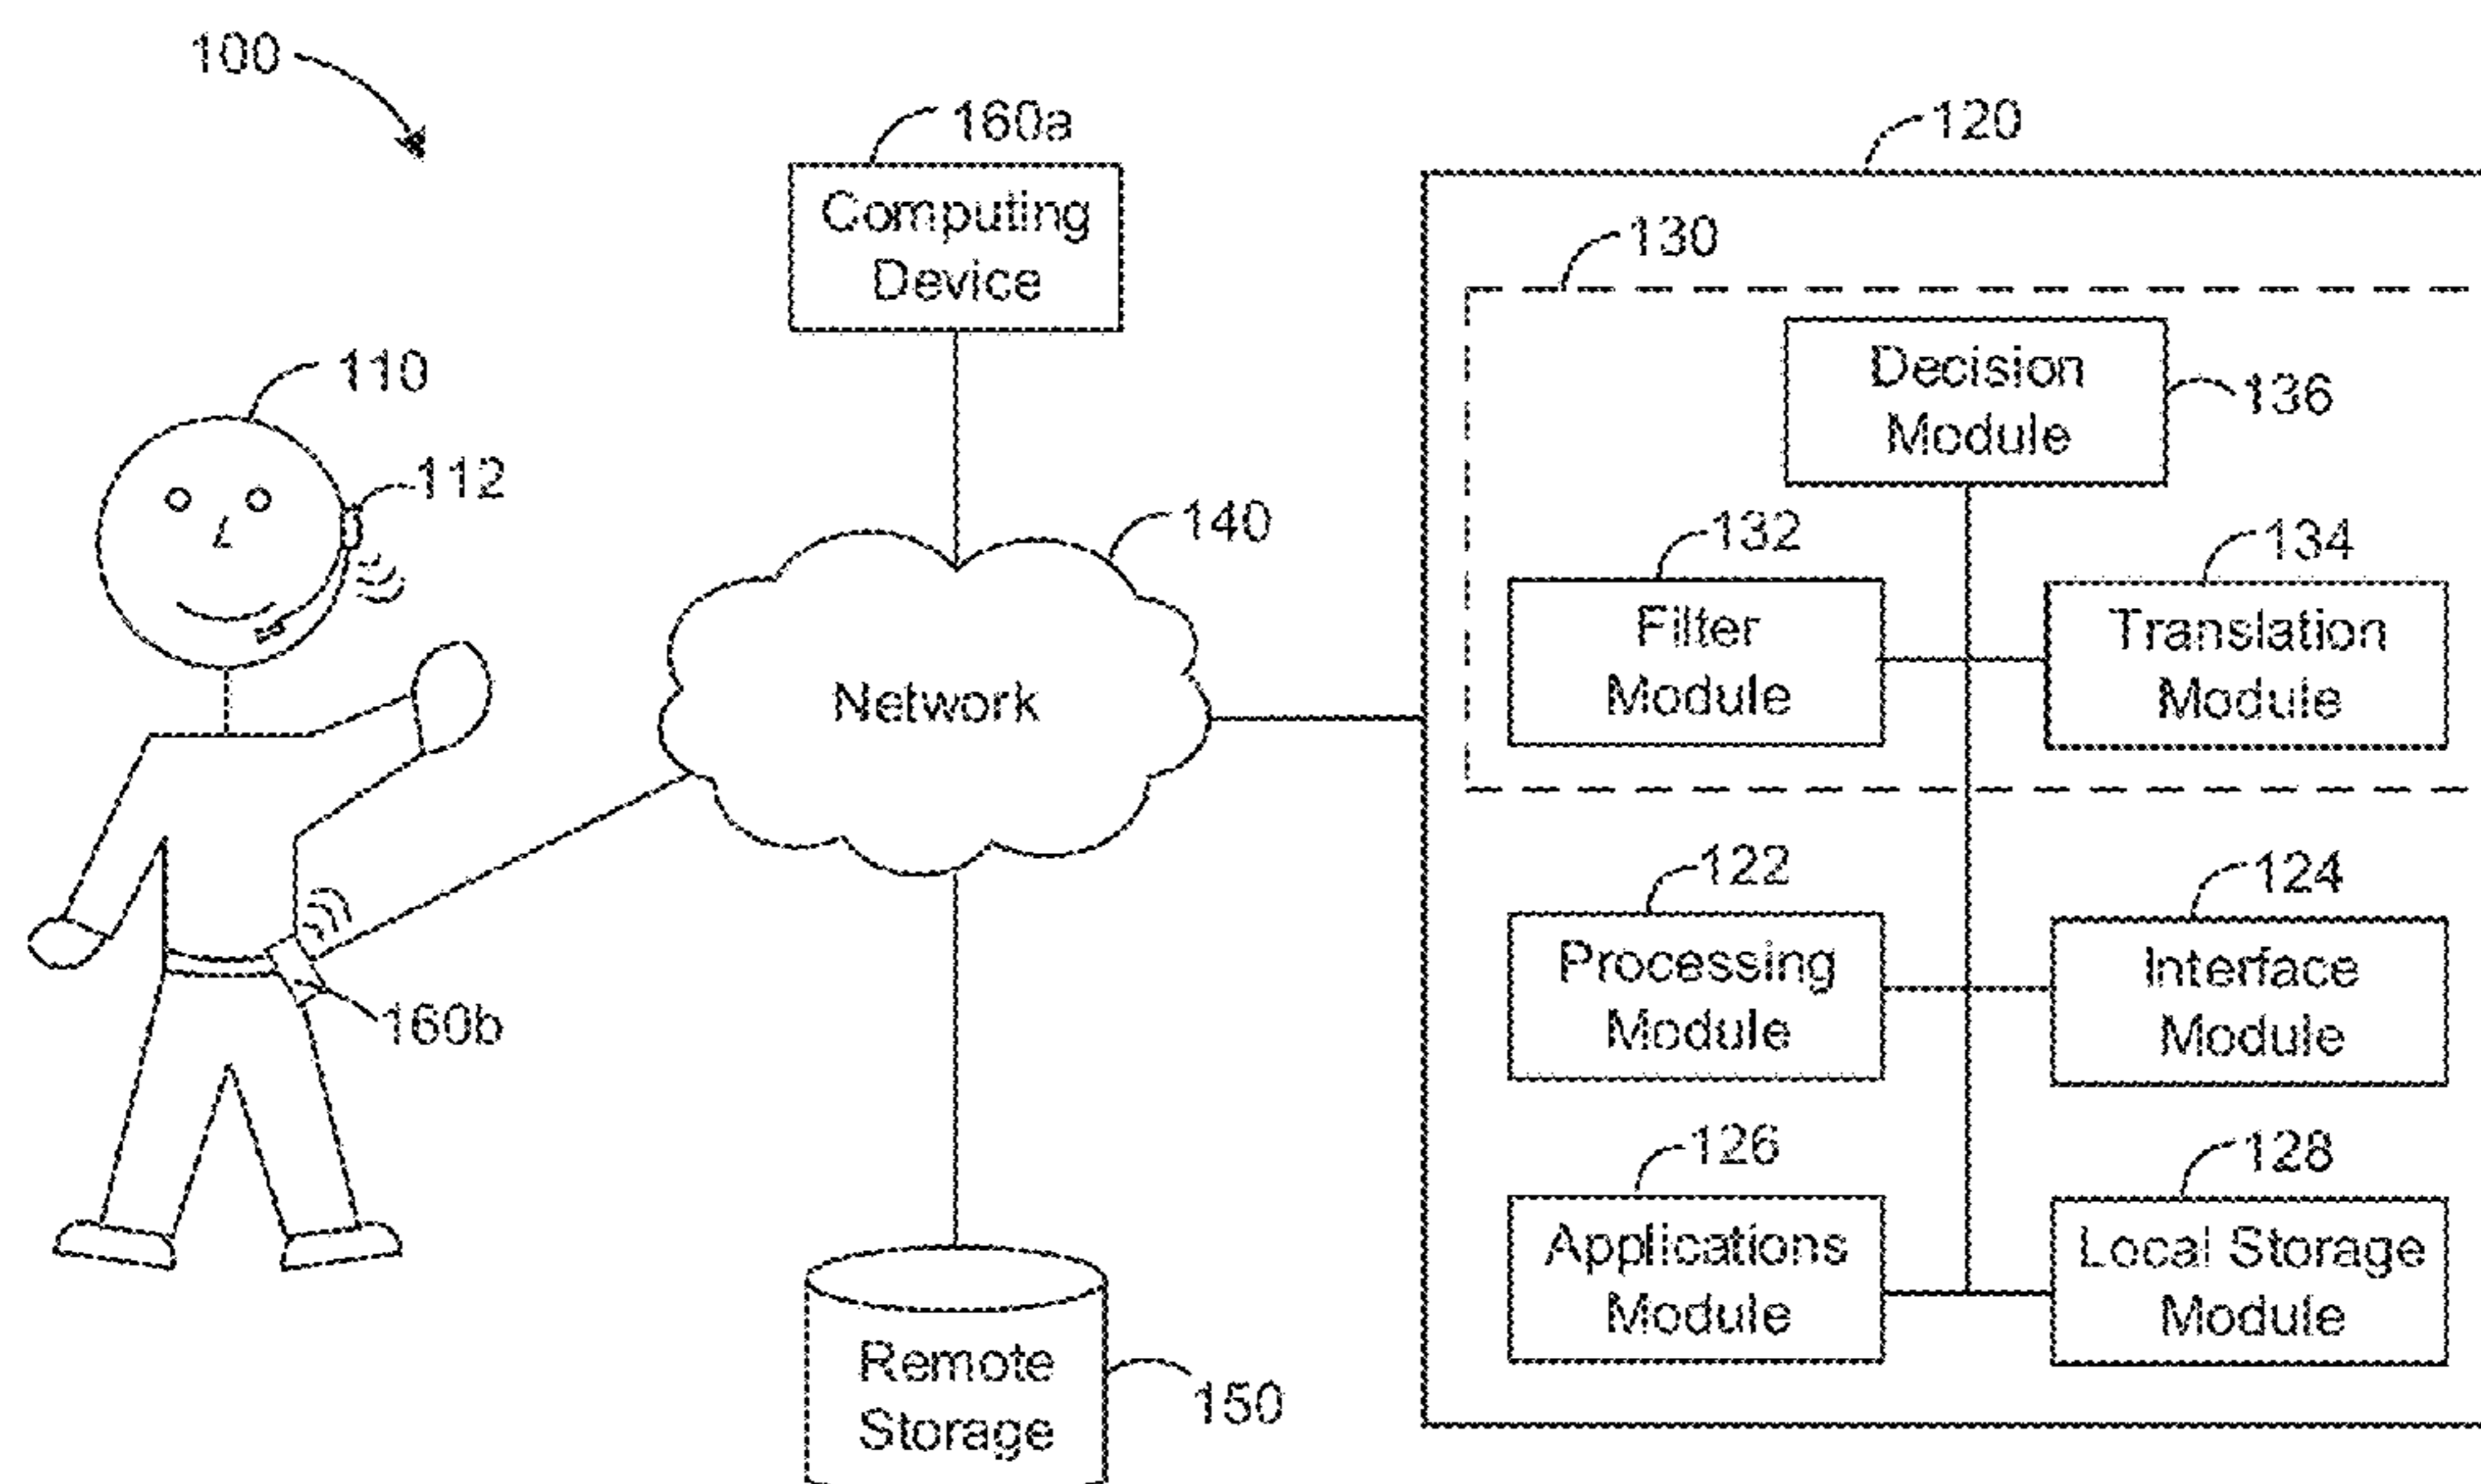 100
160a
Computing
Device
120
130
Decision
Module
136
110
112
140
132
Filter
Module
134
Translation
Module
Network
122
Processing
Module
124
Interface
Module
160b
126
Applications
Module
128
Local Storage
Module
Remote
Storage
150